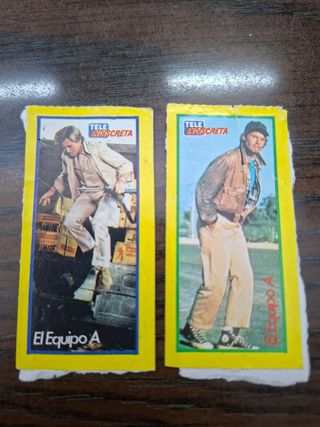 TELE
INDISCRETA
El Equipo A
TELE
INDISCRETA
El Equipo A